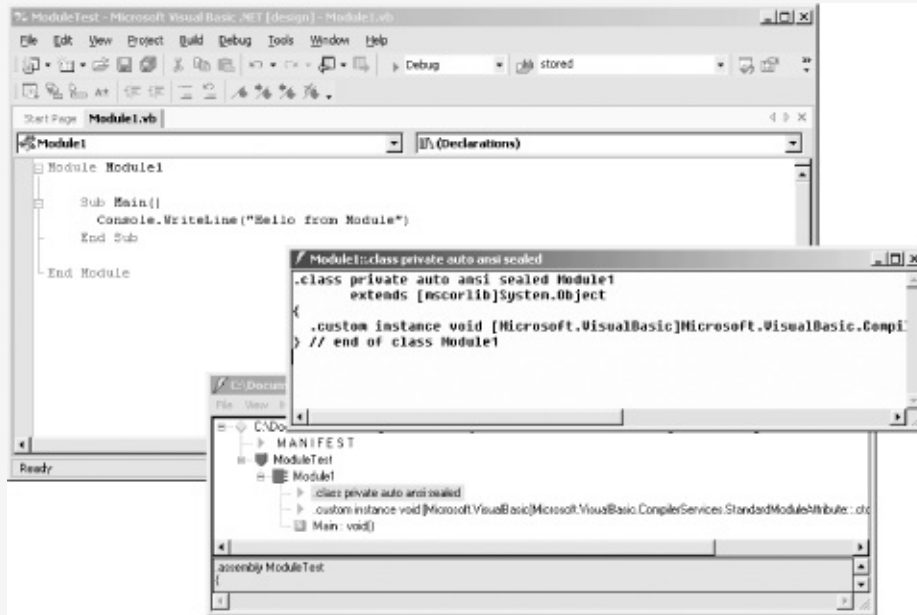 ModuleTest - Microsoft Visual Basic .NET [design] - Module1.vb
File Edit View Project Build Debug Tools Window Help
Debug
stored
Start Page Module1.vb
Module1
(Declarations)
Module Module1
Sub Main()
Console.WriteLine("Hello from Module")
End Sub
End Module
Module1::.class private auto ansi sealed
.class private auto ansi sealed Module1
extends [mscorlib]System.Object
{
.custom instance void [Microsoft.VisualBasic]Microsoft.VisualBasic.Compi
} // end of class Module1
C:\Docum
File View
C:\Doc
MANIFEST
ModuleTest
Module1
.class private auto ansi sealed
.custom instance void [Microsoft.VisualBasic]Microsoft.VisualBasic.CompilerServices.StandardModuleAttribute::.cto
Main : void()
.assembly ModuleTest
{
Ready